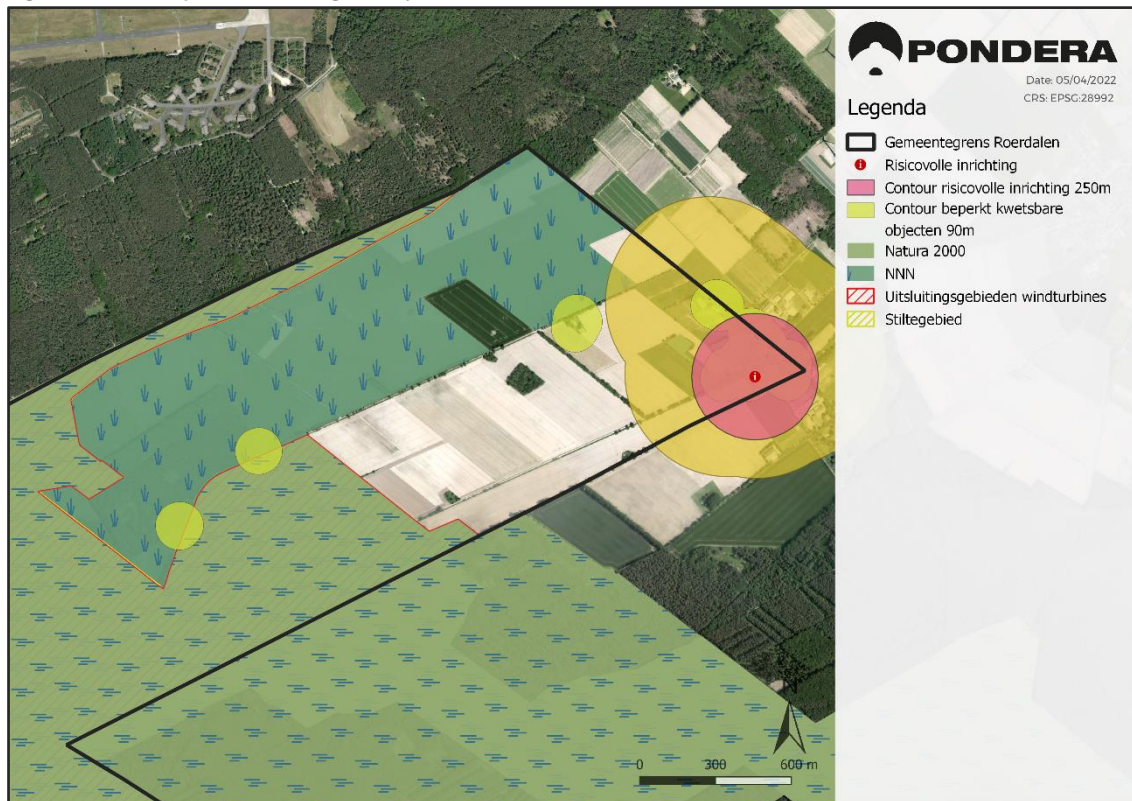 PONDERA
Date: 05/04/2022
CRS: EPSG:28992
Legenda
Gemeentegrens Roerdalen
Risicovolle inrichting
Contour risicovolle inrichting 250m
Contour beperkt kwetsbare
objecten 90m
Natura 2000
NNN
Uitsluitingsgebieden windturbines
Stiltegebied
0 300 600 m